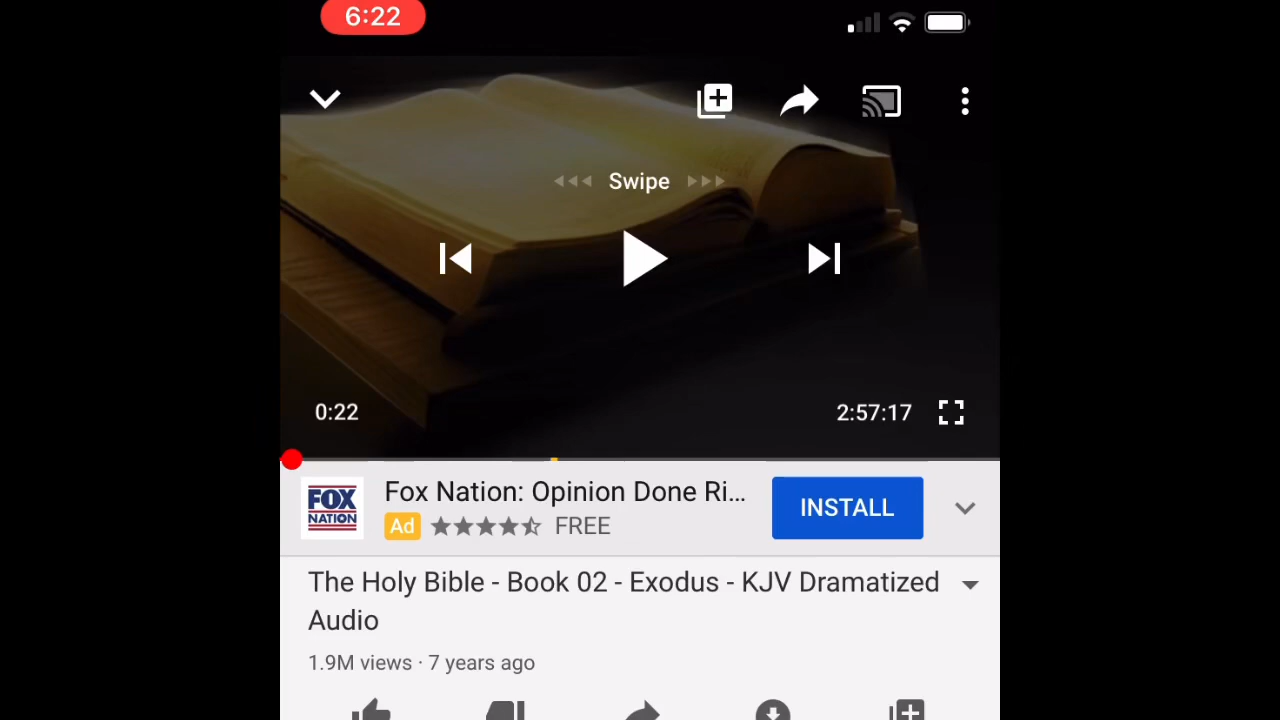 6:22
Swipe
0:22
2:57:17
FOX
NATION
Fox Nation: Opinion Done Ri...
Ad
FREE
INSTALL
The Holy Bible - Book 02 - Exodus - KJV Dramatized
Audio
1.9M views · 7 years ago